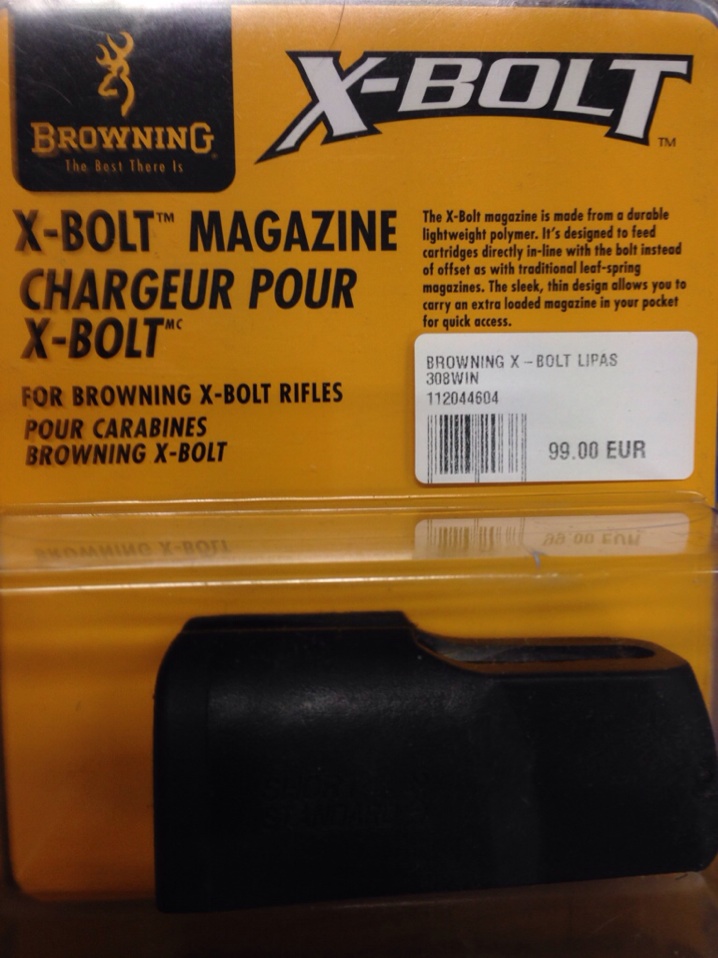 BROWNING®
The Best There Is
X-BOLT™
X-BOLT™ MAGAZINE
CHARGEUR POUR
X-BOLT MC
FOR BROWNING X-BOLT RIFLES
POUR CARABINES
BROWNING X-BOLT
The X-Bolt magazine is made from a durable
lightweight polymer. It's designed to feed
cartridges directly in-line with the bolt instead
of offset as with traditional leaf-spring
magazines. The sleek, thin design allows you to
carry an extra loaded magazine in your pocket
for quick access.
BROWNING X-BOLT LIPAS
308WIN
112044604
99.00 EUR